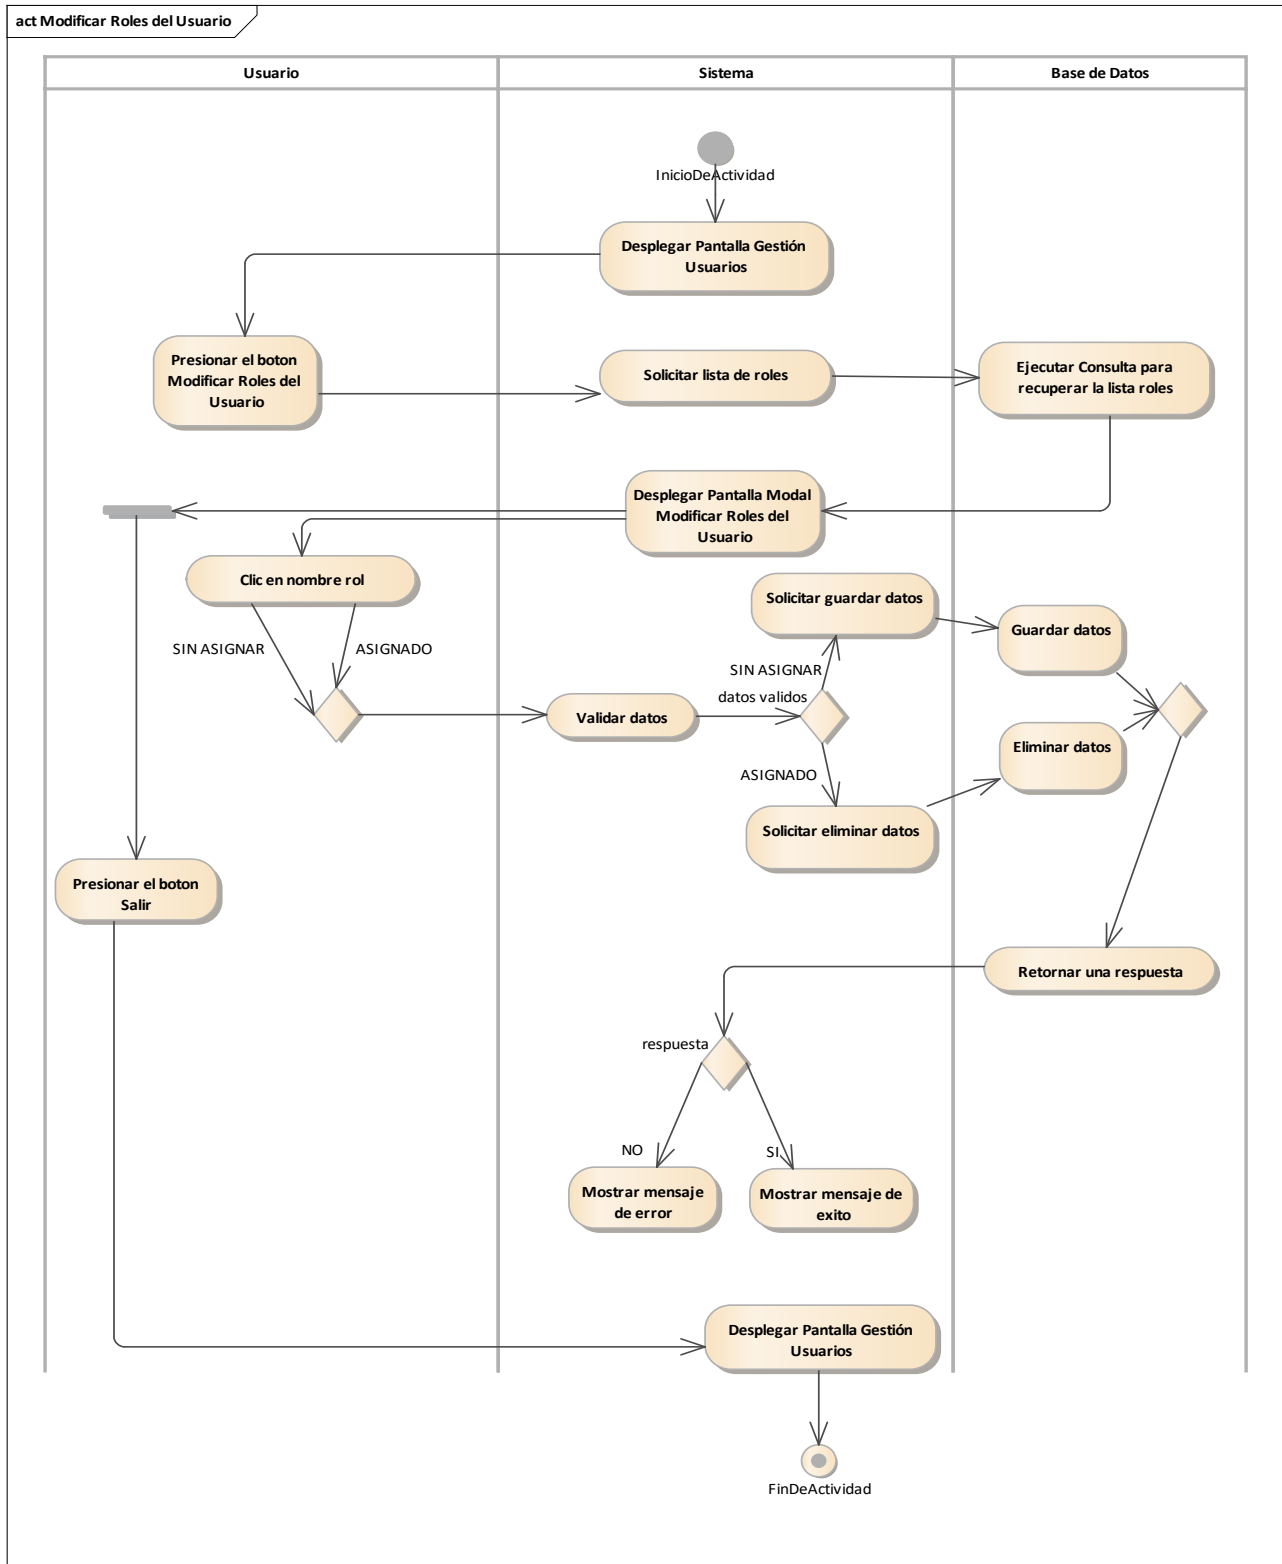 act Modificar Roles del Usuario
Usuario
Sistema
Base de Datos
InicioDeActividad
Desplegar Pantalla Gestión
Usuarios
Presionar el boton
Modificar Roles del
Usuario
Solicitar lista de roles
Ejecutar Consulta para
recuperar la lista roles
Desplegar Pantalla Modal
Modificar Roles del
Usuario
Clic en nombre rol
SIN ASIGNAR
ASIGNADO
Solicitar guardar datos
Guardar datos
SIN ASIGNAR
datos validos
Validar datos
Eliminar datos
ASIGNADO
Solicitar eliminar datos
Presionar el boton
Salir
Retornar una respuesta
respuesta
NO
SI
Mostrar mensaje
de error
Mostrar mensaje de
exito
Desplegar Pantalla Gestión
Usuarios
FinDeActividad